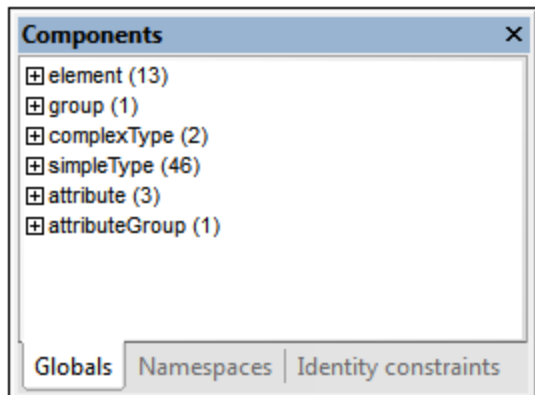 Components
element (13)
group (1)
complexType (2)
simpleType (46)
attribute (3)
attributeGroup (1)
Globals Namespaces Identity constraints